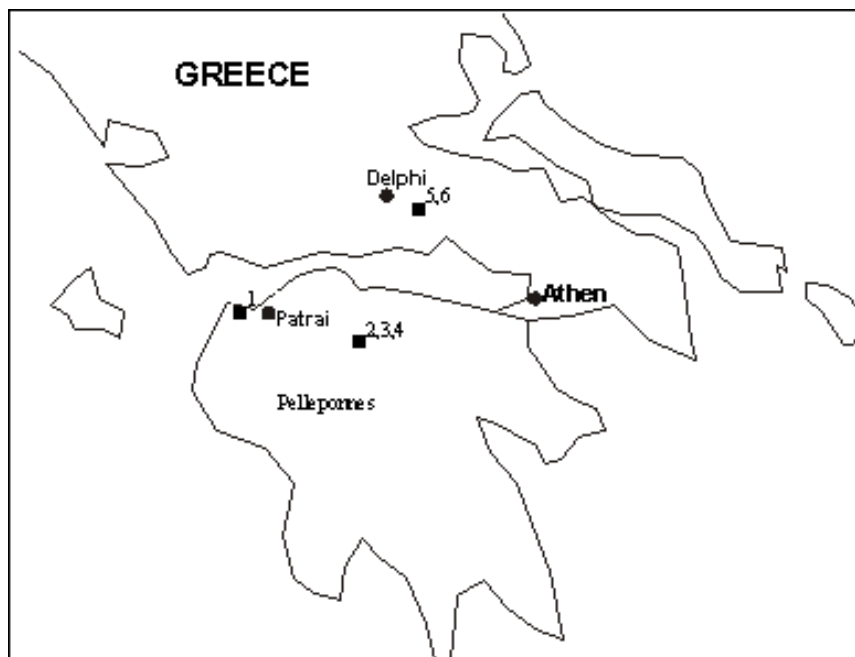 GREECE
Delphi
5,6
Athen
1
Patrai
2,3,4
Pelleponnes